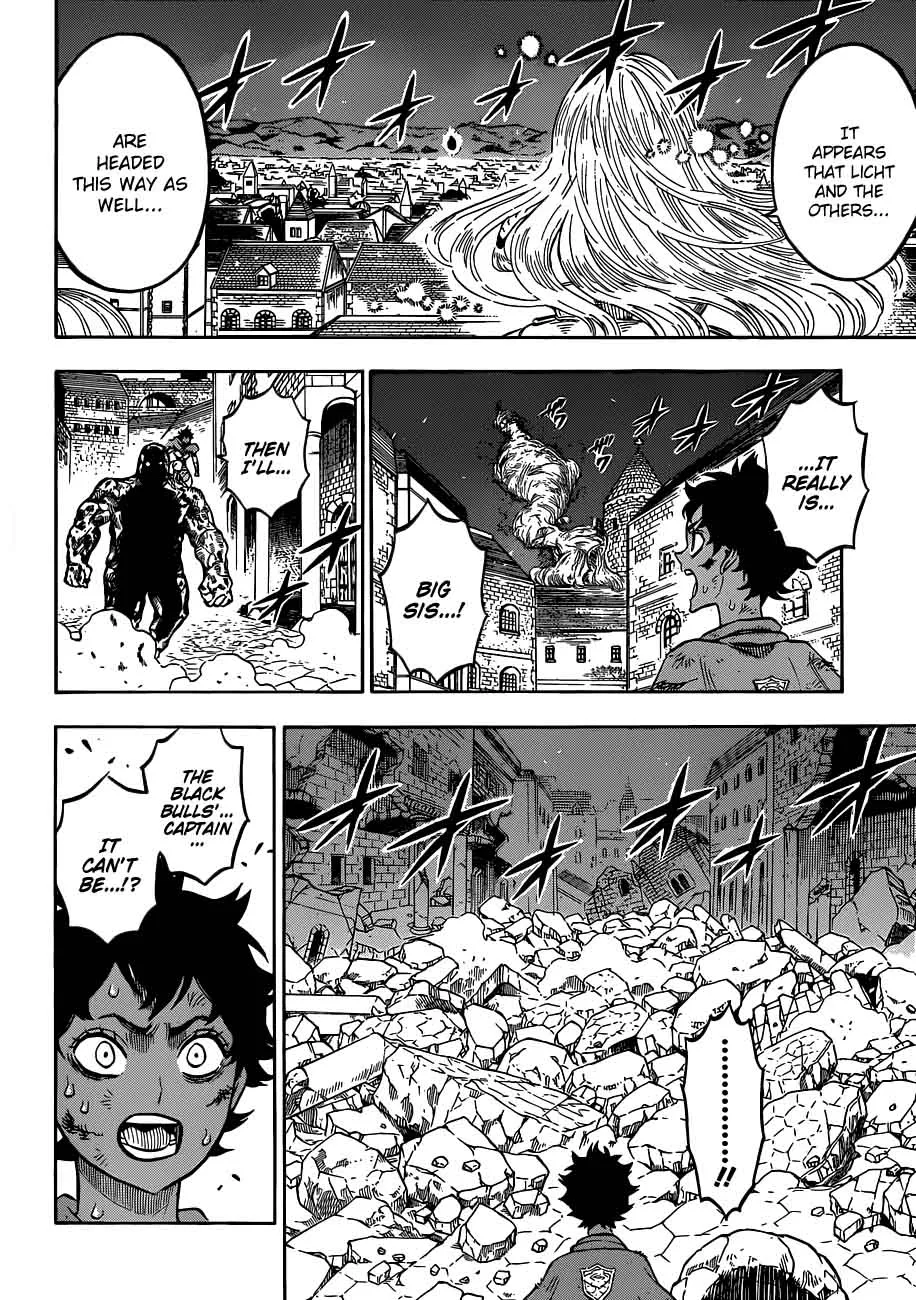 IT
APPEARS
THAT LICHT
AND THE
OTHERS...
ARE
HEADED
THIS WAY AS
WELL...
...IT
REALLY
IS...
BIG
SIS...!
THEN
I'LL...
.........!!
THE
BLACK
BULLS'...
CAPTAIN
...
IT
CAN'T
BE...!?